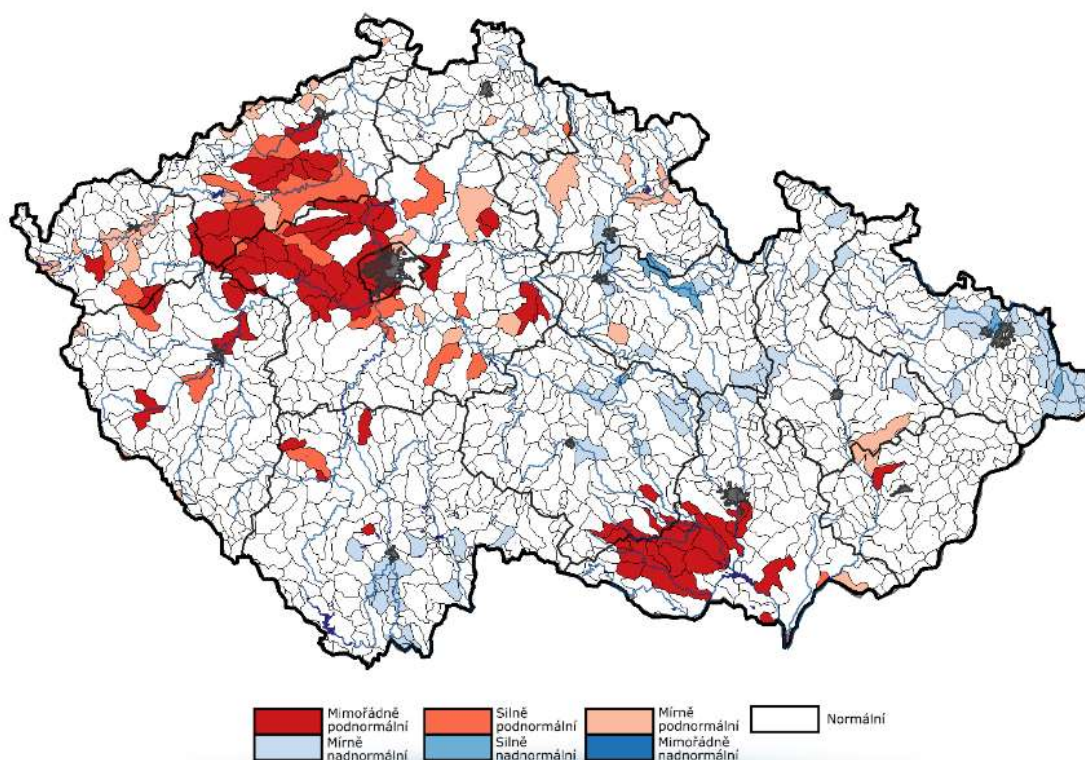 Mimořádně
podnormální
Silně
podnormální
Mírně
podnormální
Normální
Mírně
nadnormální
Silně
nadnormální
Mimořádně
nadnormální